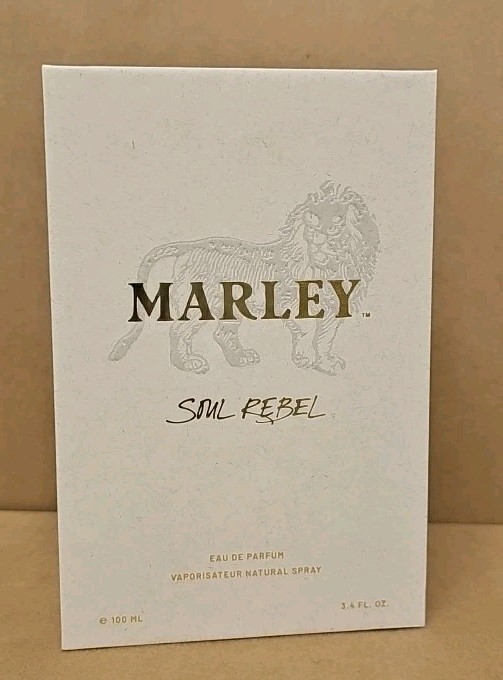 MARLEY™
SOUL REBEL
EAU DE PARFUM
VAPORISATEUR NATURAL SPRAY
℮ 100 ML
3.4 FL. OZ.